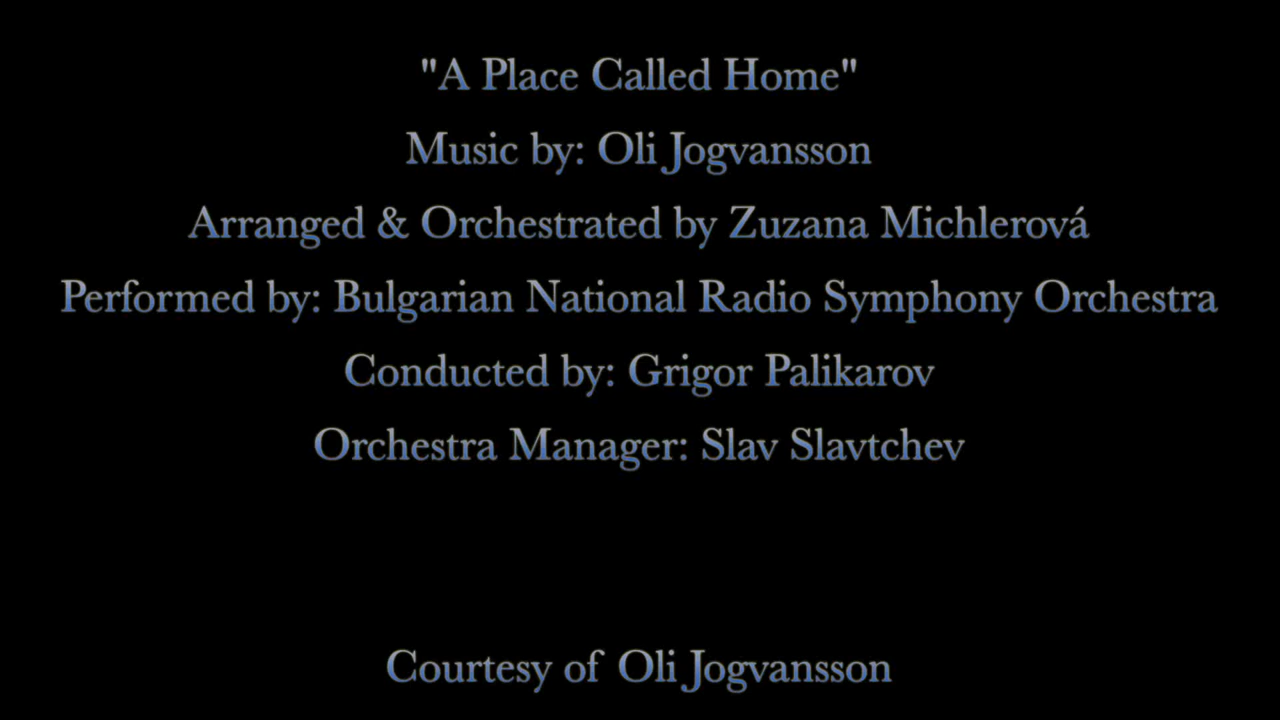 "A Place Called Home"
Music by: Oli Jogvansson
Arranged & Orchestrated by Zuzana Michlerová
Performed by: Bulgarian National Radio Symphony Orchestra
Conducted by: Grigor Palikarov
Orchestra Manager: Slav Slavtchev
Courtesy of Oli Jogvansson